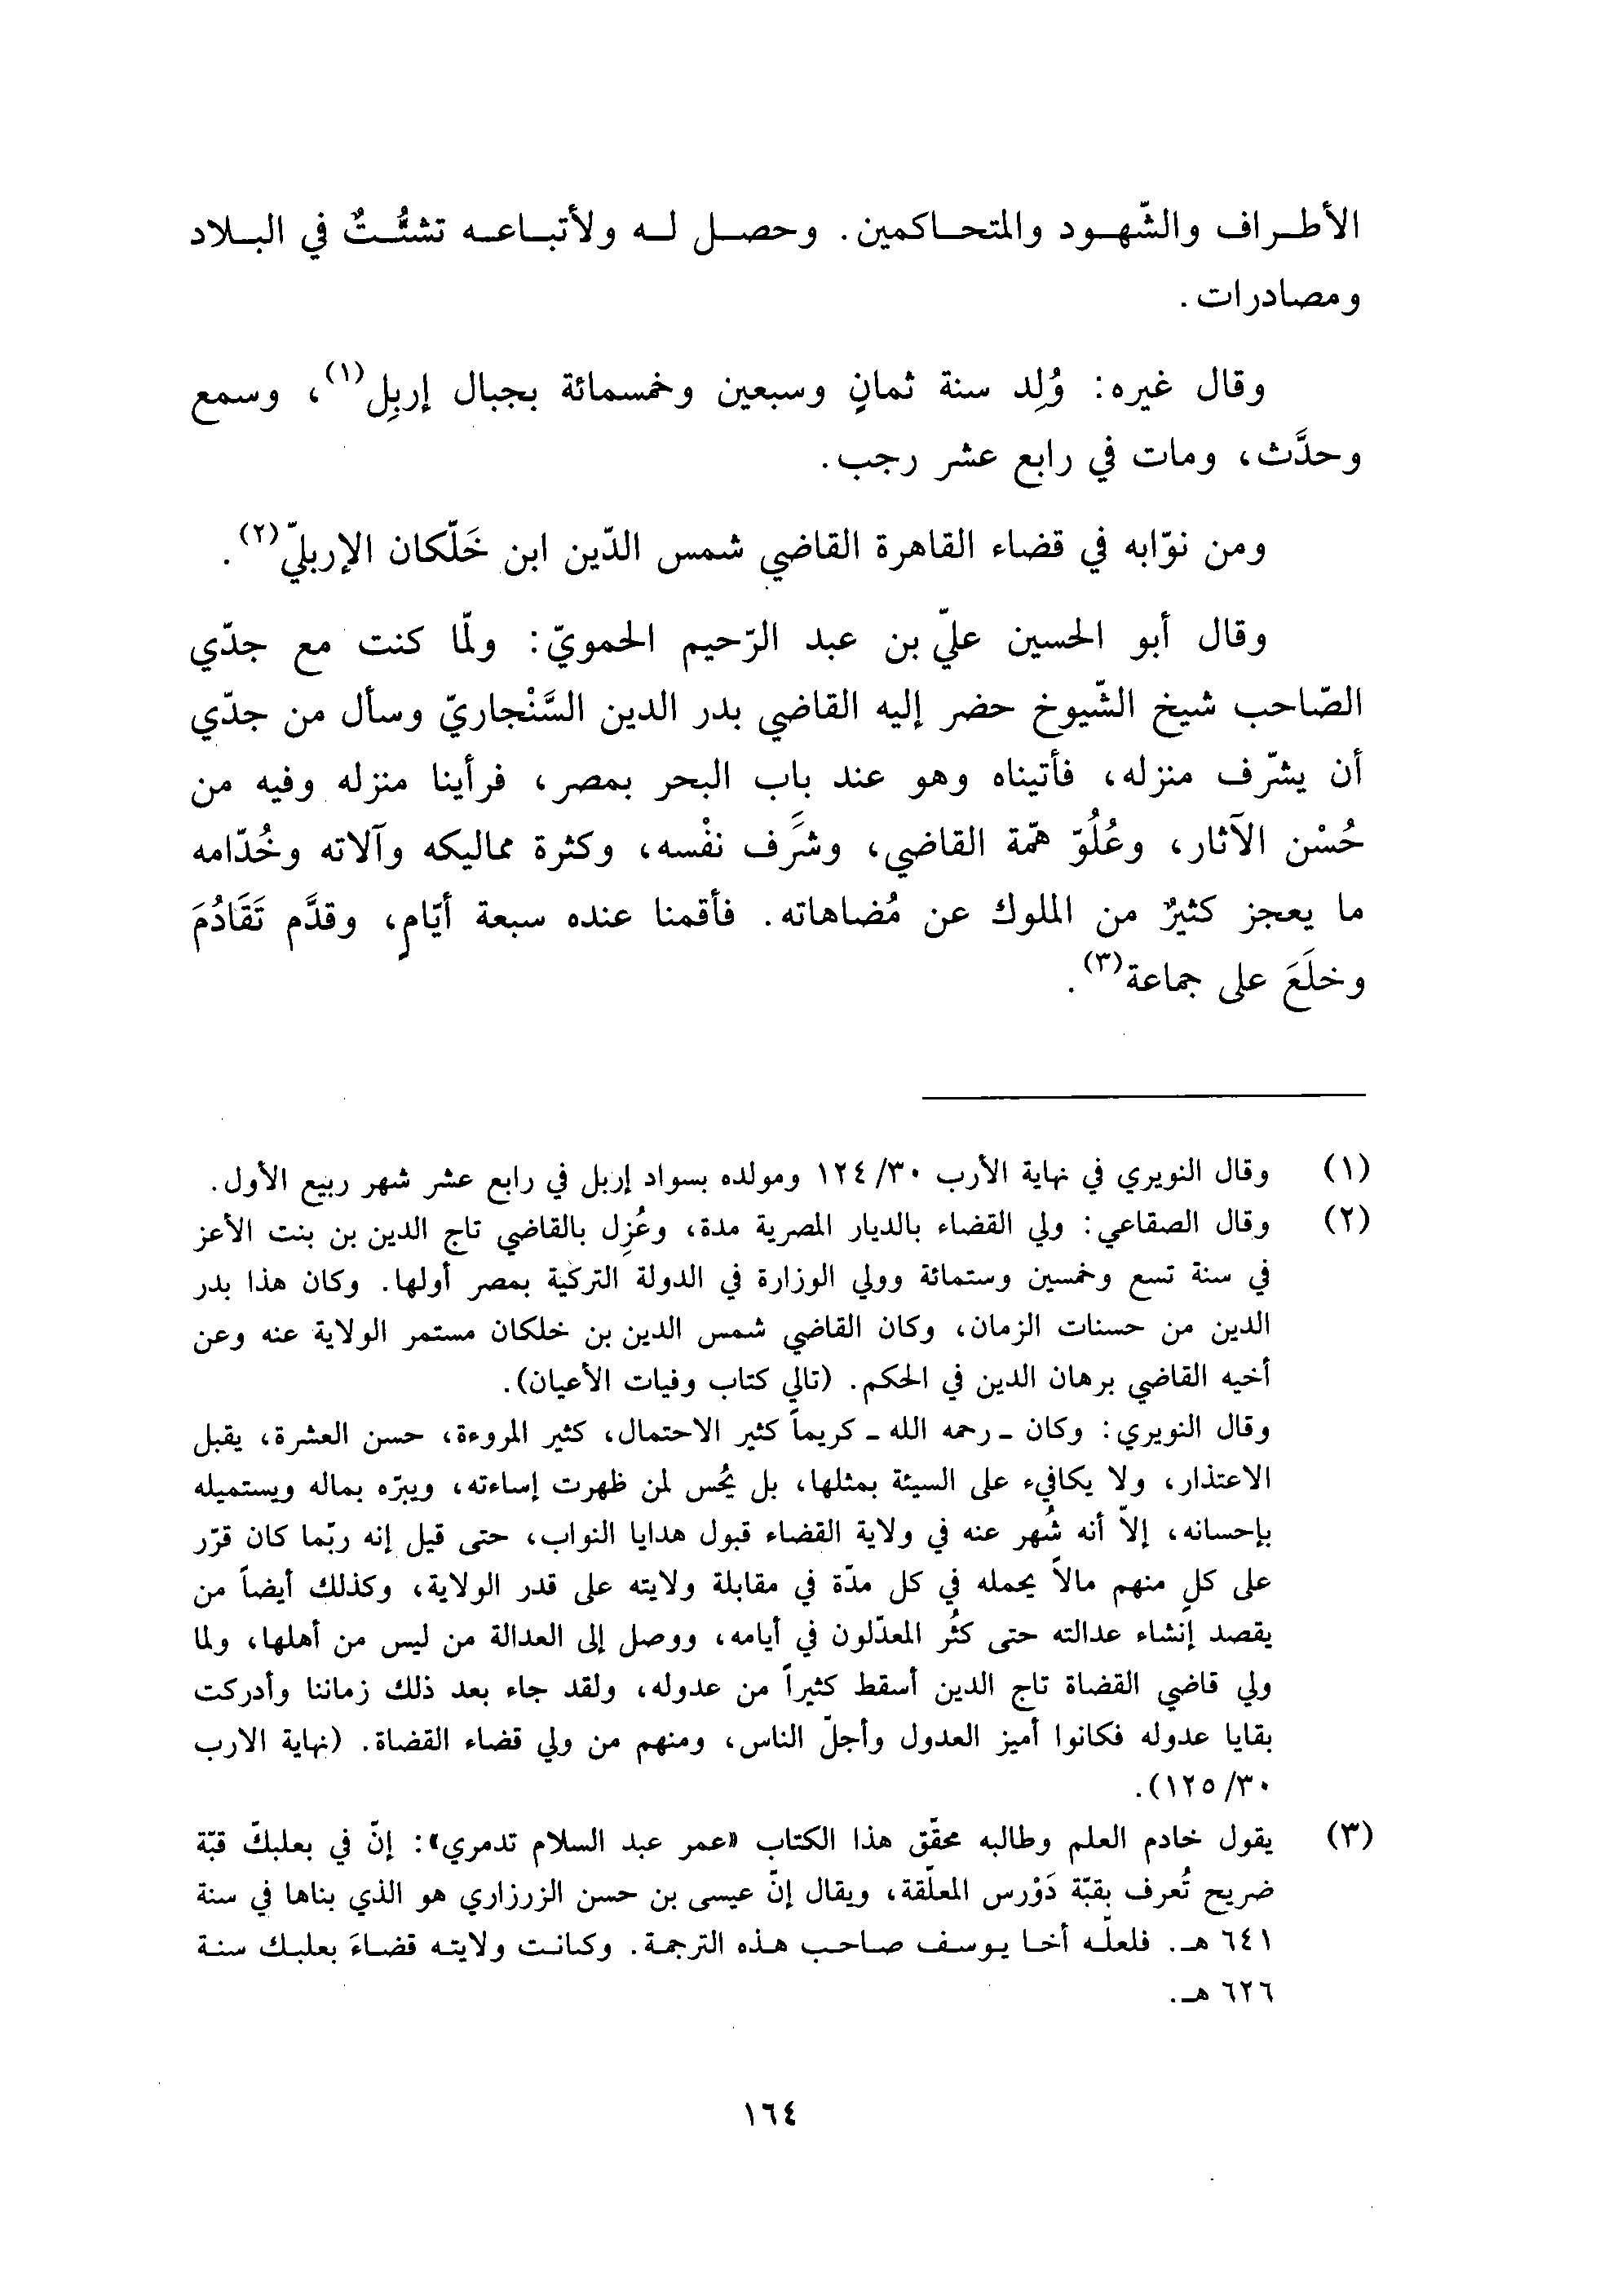 الأطراف والشّهود والمتحاكمين. وحصل له ولأتباعه تشتُّتٌ في البلاد
ومصادرات.
وقال غيره: وُلِد سنة ثمانٍ وسبعين وخمسمائة بجبال إربِل(١)، وسمع
وحدَّث، ومات في رابع عشر رجب.
ومن نوّابه في قضاء القاهرة القاضي شمس الدّين ابن خَلّكان الإربليّ(٢).
وقال أبو الحسين عليّ بن عبد الرّحيم الحمويّ: ولمّا كنت مع جدّي
الصّاحب شيخ الشّيوخ حضر إليه القاضي بدر الدين السَّنْجاريّ وسأل من جدّي
أن يشرّف منزله، فأتيناه وهو عند باب البحر بمصر، فرأينا منزله وفيه من
حُسْن الآثار، وعُلُوّ همّة القاضي، وشَرَف نفْسه، وكثرة مماليكه وآلاته وخُدّامه
ما يعجز كثيرٌ من الملوك عن مُضاهاته. فأقمنا عنده سبعة أيّامٍ، وقدَّم تَقَادُمَ
وخلَعَ على جماعة(٣).
(١) وقال النويري في نهاية الأرب ٣٠/ ١٢٤ ومولده بسواد إربل في رابع عشر شهر ربيع الأول.
(٢) وقال الصقاعي: ولي القضاء بالديار المصرية مدة، وعُزِل بالقاضي تاج الدين بن بنت الأعز
في سنة تسع وخمسين وستمائة وولي الوزارة في الدولة التركية بمصر أولها. وكان هذا بدر
الدين من حسنات الزمان، وكان القاضي شمس الدين بن خلكان مستمر الولاية عنه وعن
أخيه القاضي برهان الدين في الحكم. (تالي كتاب وفيات الأعيان).
وقال النويري: وكان ـ رحمه الله ـ كريماً كثير الاحتمال، كثير المروءة، حسن العشرة، يقبل
الاعتذار، ولا يكافيء على السيئة بمثلها، بل يُحس لمن ظهرت إساءته، ويبرّه بماله ويستميله
بإحسانه، إلاّ أنه شُهر عنه في ولاية القضاء قبول هدايا النواب، حتى قيل إنه ربّما كان قرّر
على كلٍ منهم مالاً يحمله في كل مدّة في مقابلة ولايته على قدر الولاية، وكذلك أيضاً من
يقصد إنشاء عدالته حتى كثُر المعدّلون في أيامه، ووصل إلى العدالة من ليس من أهلها، ولما
ولي قاضي القضاة تاج الدين أسقط كثيراً من عدوله، ولقد جاء بعد ذلك زماننا وأدركت
بقايا عدوله فكانوا أميز العدول وأجلّ الناس، ومنهم من ولي قضاء القضاة. (نهاية الارب
٣٠/ ١٢٥).
(٣) يقول خادم العلم وطالبه محقّق هذا الكتاب «عمر عبد السلام تدمري»: إنّ في بعلبكّ قبّة
ضريح تُعرف بقبّة دَوْرس المعلّقة، ويقال إنّ عيسى بن حسن الزرزاري هو الذي بناها في سنة
٦٤١ هـ. فلعلّه أخا يوسف صاحب هذه الترجمة. وكانت ولايته قضاءَ بعلبك سنة
٦٢٦ هـ.
١٦٤